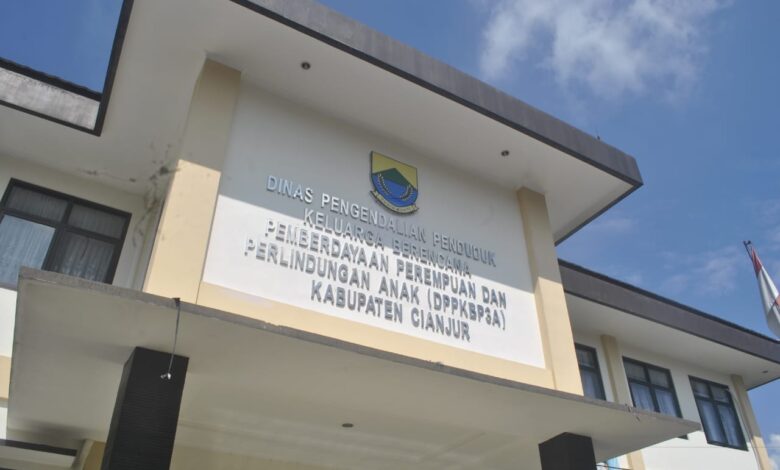 DINAS PENGENDALIAN PENDUDUK
KELUARGA BERENCANA
PEMBERDAYAAN PEREMPUAN DAN
PERLINDUNGAN ANAK (DPPKBP3A)
KABUPATEN CIANJUR